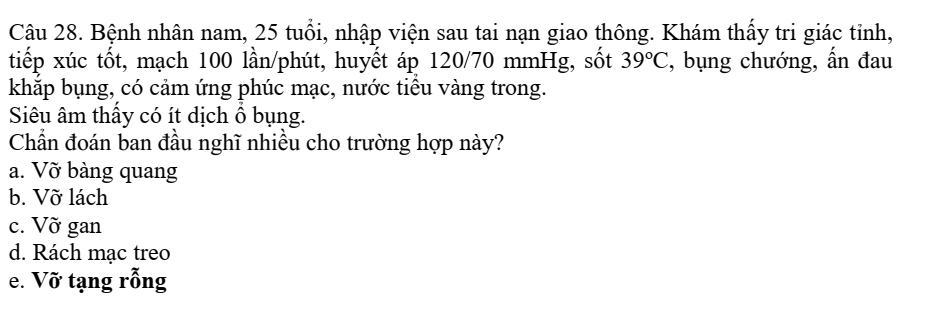 Câu 28. Bệnh nhân nam, 25 tuổi, nhập viện sau tai nạn giao thông. Khám thấy tri giác tỉnh,
tiếp xúc tốt, mạch 100 lần/phút, huyết áp 120/70 mmHg, sốt 39°C, bụng chướng, ấn đau
khắp bụng, có cảm ứng phúc mạc, nước tiểu vàng trong.
Siêu âm thấy có ít dịch ổ bụng.
Chẩn đoán ban đầu nghĩ nhiều cho trường hợp này?
a. Vỡ bàng quang
b. Vỡ lách
c. Vỡ gan
d. Rách mạc treo
e. Vỡ tạng rỗng